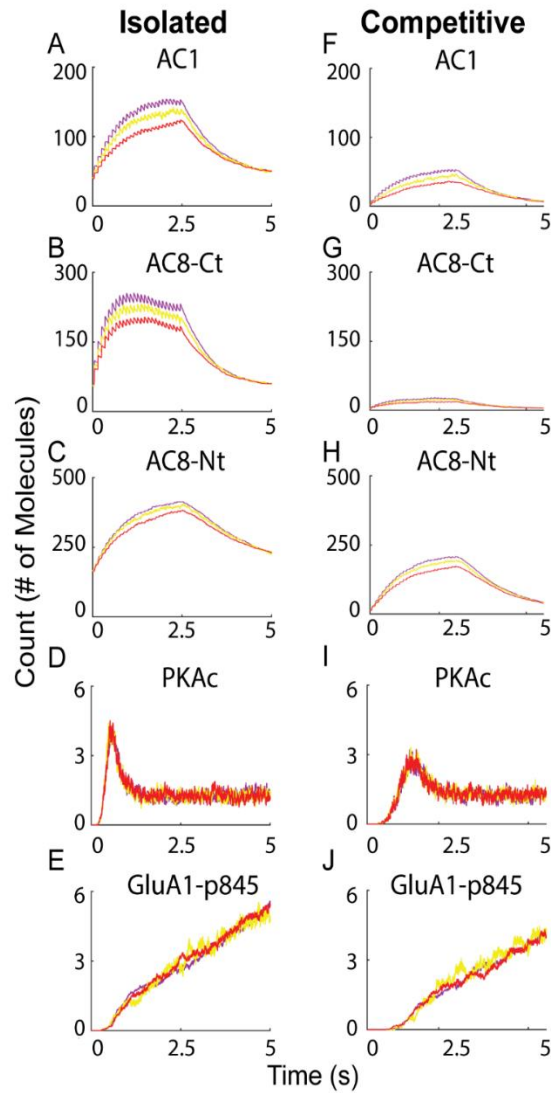 Isolated
Competitive
A
AC1
200
100
0
0
2.5
5
F
AC1
200
100
0
0
2.5
5
B
AC8-Ct
300
150
0
0
2.5
5
G
AC8-Ct
300
150
0
0
2.5
5
C
AC8-Nt
500
250
0
0
2.5
5
H
AC8-Nt
500
250
0
0
2.5
5
Count (# of Molecules)
D
PKAc
6
3
0
0
2.5
5
I
PKAc
6
3
0
0
2.5
5
E
GluA1-p845
6
3
0
0
2.5
5
J
GluA1-p845
6
3
0
0
2.5
5
Time (s)